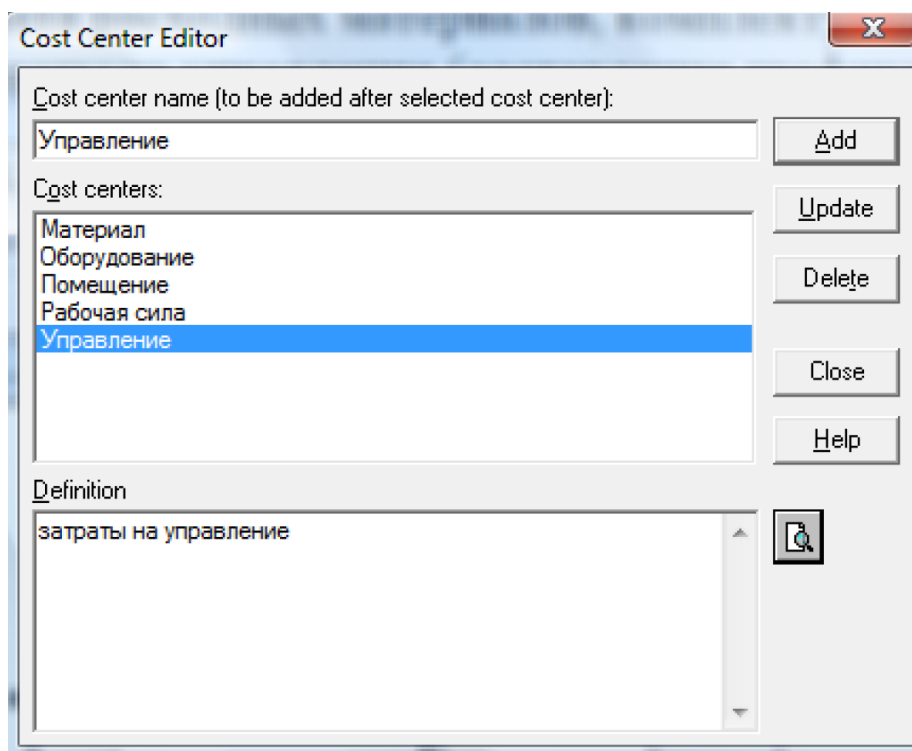 Cost Center Editor
Cost center name (to be added after selected cost center):
Управление
Add
Cost centers:
Update
Материал
Оборудование
Помещение
Рабочая сила
Управление
Delete
Close
Help
Definition
затраты на управление